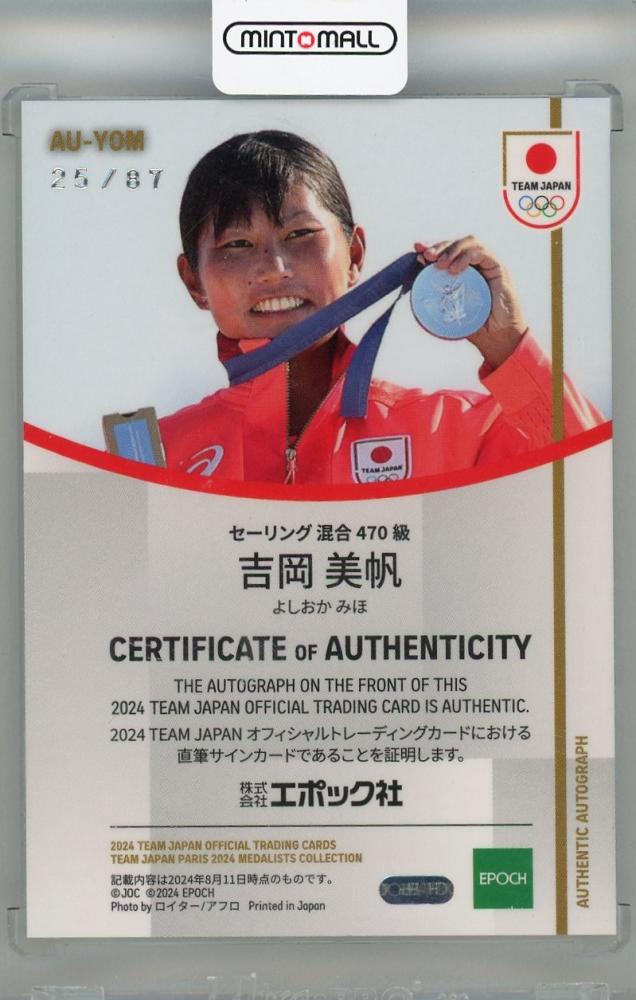 MINT MALL
AU-YOM
25/87
TEAM JAPAN
TEAM JAPAN
セーリング 混合 470 級
吉岡 美帆
よしおか みほ
CERTIFICATE OF AUTHENTICITY
THE AUTOGRAPH ON THE FRONT OF THIS
2024 TEAM JAPAN OFFICIAL TRADING CARD IS AUTHENTIC.
2024 TEAM JAPAN オフィシャルトレーディングカードにおける
直筆サインカードであることを証明します。
株式会社エポック社
AUTHENTIC AUTOGRAPH
2024 TEAM JAPAN OFFICIAL TRADING CARDS
TEAM JAPAN PARIS 2024 MEDALISTS COLLECTION
記載内容は2024年8月11日時点のものです。
©JOC ©2024 EPOCH
Photo by ロイター/アフロ Printed in Japan
EPOCH